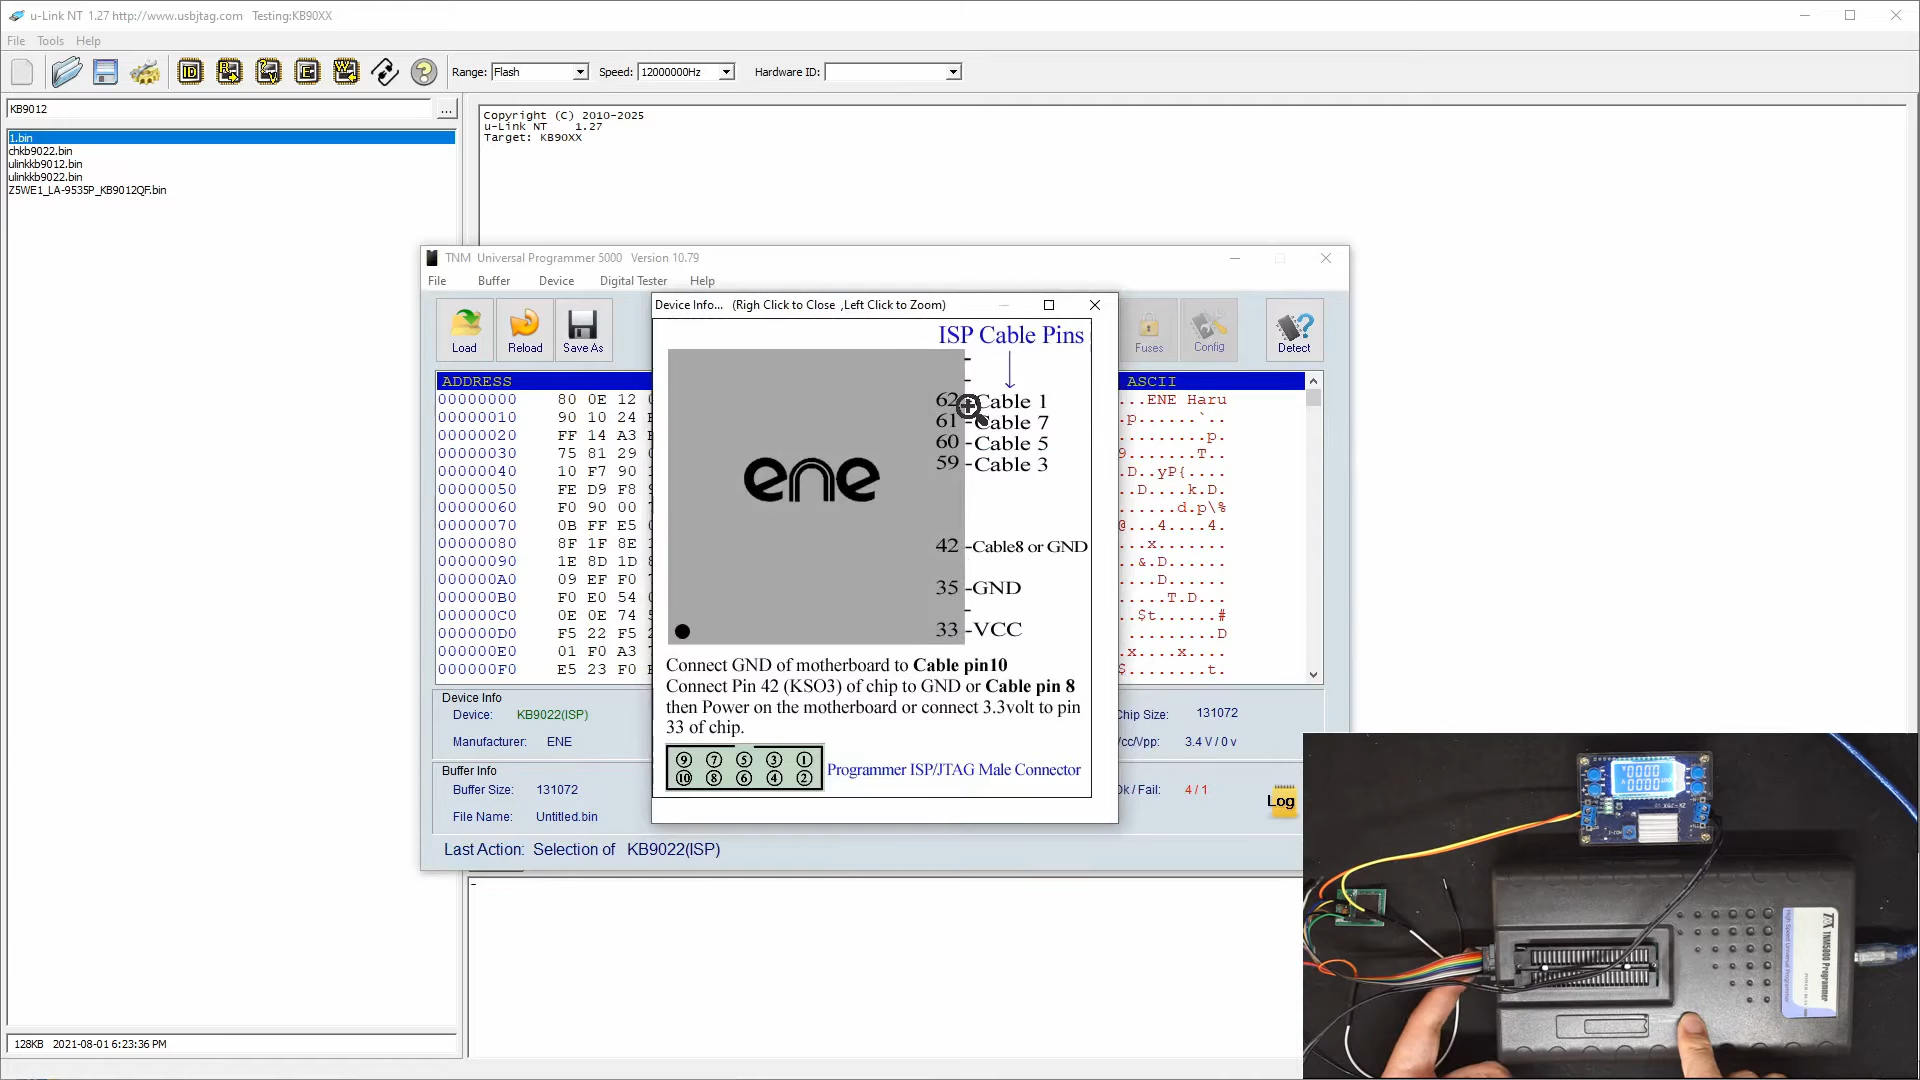 u-Link NT 1.27 http://www.usbjtag.com Testing:KB90XX
File Tools Help
Range: Flash Speed: 12000000Hz Hardware ID:
KB9012
...
1.bin
chkb9022.bin
ulinkkb9012.bin
ulinkkb9022.bin
Z5WE1_LA-9535P_KB9012QF.bin
Copyright (C) 2010-2025
u-Link NT 1.27
Target: KB90XX
TNM Universal Programmer 5000 Version 10.79
File Buffer Device Digital Tester Help
Load Reload Save As Fuses Config Detect
Device Info... (Righ Click to Close ,Left Click to Zoom)
ISP Cable Pins
62 Cable 1
61 -Cable 7
60 -Cable 5
59 -Cable 3
ene
42 -Cable8 or GND
35 -GND
33 -VCC
Connect GND of motherboard to Cable pin10
Connect Pin 42 (KSO3) of chip to GND or Cable pin 8
then Power on the motherboard or connect 3.3volt to pin
33 of chip.
9 7 5 3 1
10 8 6 4 2
Programmer ISP/JTAG Male Connector
ADDRESS ASCII
00000000 80 0E 12 ...ENE Haru
00000010 90 10 24 .p......`..
00000020 FF 14 A3 .........p.
00000030 75 81 29 9......T..
00000040 10 F7 90 .D..yP{....
00000050 FE D9 F8 ..D....k.D.
00000060 F0 90 00 ......d.p\%
00000070 0B FF E5 @...4....4.
00000080 8F 1F 8E ...x.......
00000090 1E 8D 1D ..&.D......
000000A0 09 EF F0 ....D......
000000B0 F0 E0 54 .....T.D...
000000C0 0E 0E 74 ..$t......#
000000D0 F5 22 F5 ..........D
000000E0 01 F0 A3 .x....x....
000000F0 E5 23 F0 $........t.
Device Info
Device: KB9022(ISP) Chip Size: 131072
Manufacturer: ENE Vcc/Vpp: 3.4 V / 0 v
Buffer Info
Buffer Size: 131072 Ok / Fail: 4 / 1
File Name: Untitled.bin
Log
Last Action: Selection of KB9022(ISP)
128KB 2021-08-01 6:23:36 PM
0000
0000
TNM5000 Programmer